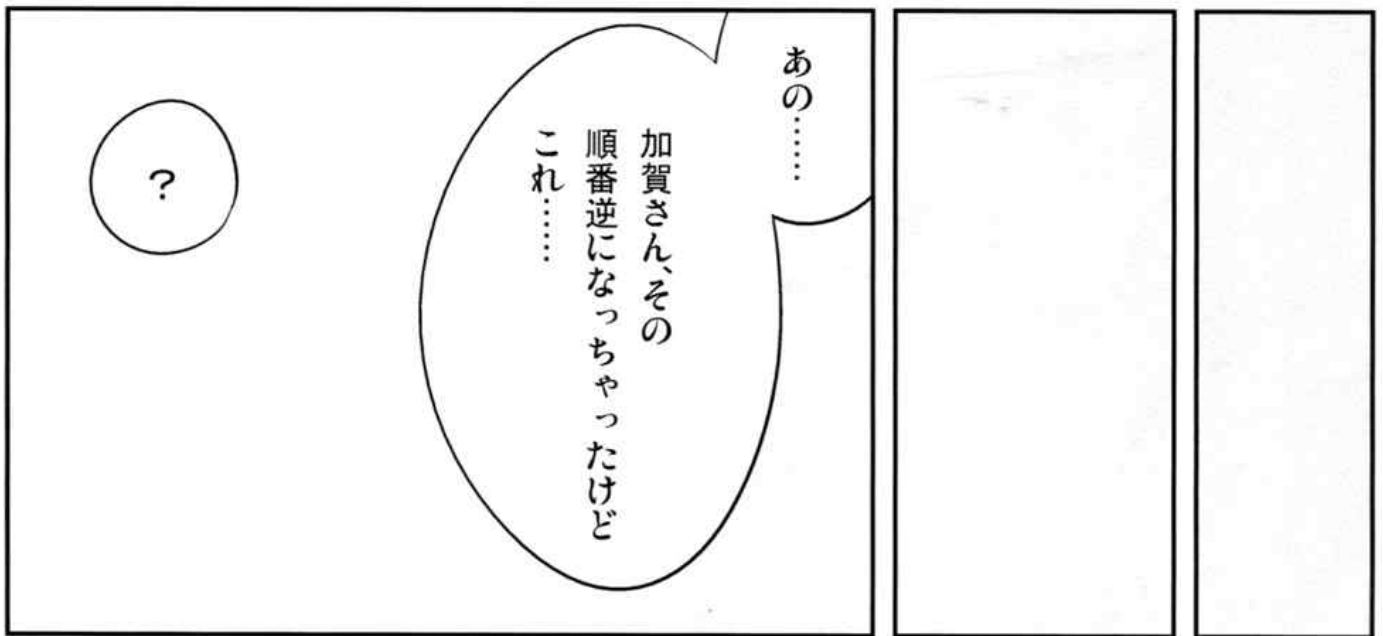 あの……
加賀さん、その
順番逆になっちゃったけど
これ……
？